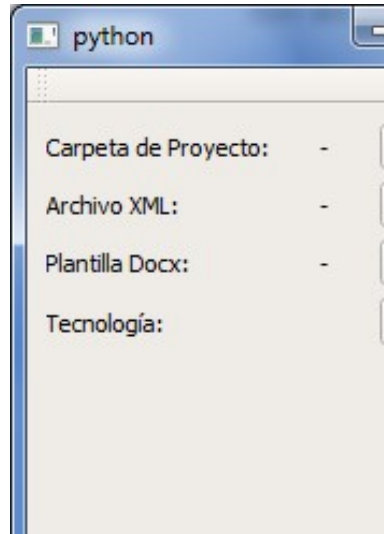 python
Carpeta de Proyecto: -
Archivo XML: -
Plantilla Docx: -
Tecnología: